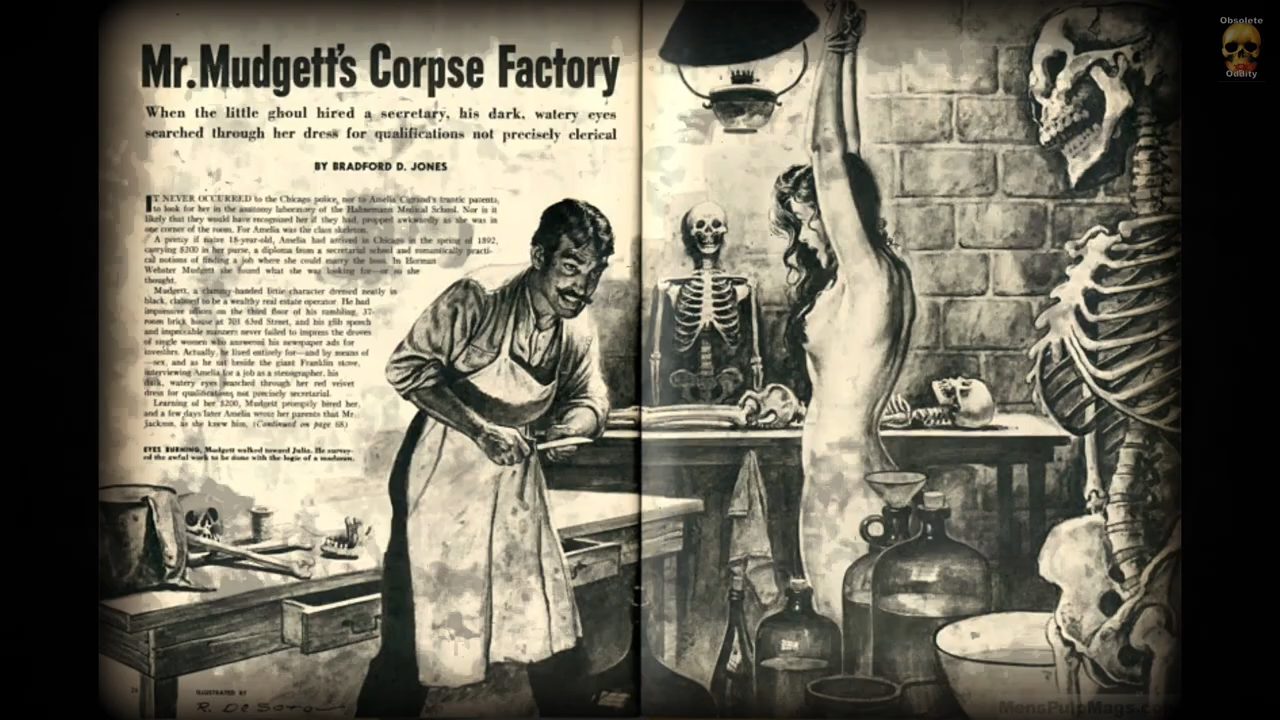 Mr. Mudgett's Corpse Factory
When the little ghoul hired a secretary, his dark, watery eyes
searched through her dress for qualifications not precisely clerical
BY BRADFORD D. JONES
IT NEVER OCCURRED to the Chicago police, nor to Amelia Cigrand's frantic parents,
to look for her in the anatomy laboratory of the Hahnemann Medical School. Nor is it
likely that they would have recognized her if they had, propped awkwardly as she was in
one corner of the room. For Amelia was the class skeleton.
A pretty if naive 18-year-old, Amelia had arrived in Chicago in the spring of 1892,
carrying $200 in her purse, a diploma from a secretarial school and romantically practi-
cal notions of finding a job where she could marry the boss. In Herman
Webster Mudgett she found what she was looking for—or so she
thought.
Mudgett, a clammy-handed little character dressed neatly in
black, claimed to be a wealthy real estate operator. He had
impressive offices on the third floor of his rambling, 37-
room brick house at 701 63rd Street, and his glib speech
and impeccable manners never failed to impress the droves
of single women who answered his newspaper ads for
investors. Actually, he lived entirely for—and by means of
—sex, and as he sat beside the giant Franklin stove,
interviewing Amelia for a job as a stenographer, his
dark, watery eyes searched through her red velvet
dress for qualifications not precisely secretarial.
Learning of her $200, Mudgett promptly hired her,
and a few days later Amelia wrote her parents that Mr.
Jackson, as she knew him, (Continued on page 68)
EYES BURNING, Mudgett walked toward Julia. He survey-
ed the awful work to be done with the logic of a madman.
ILLUSTRATED BY
R. DeSoto
Obsolete
Oddity
MensPulpMags.co